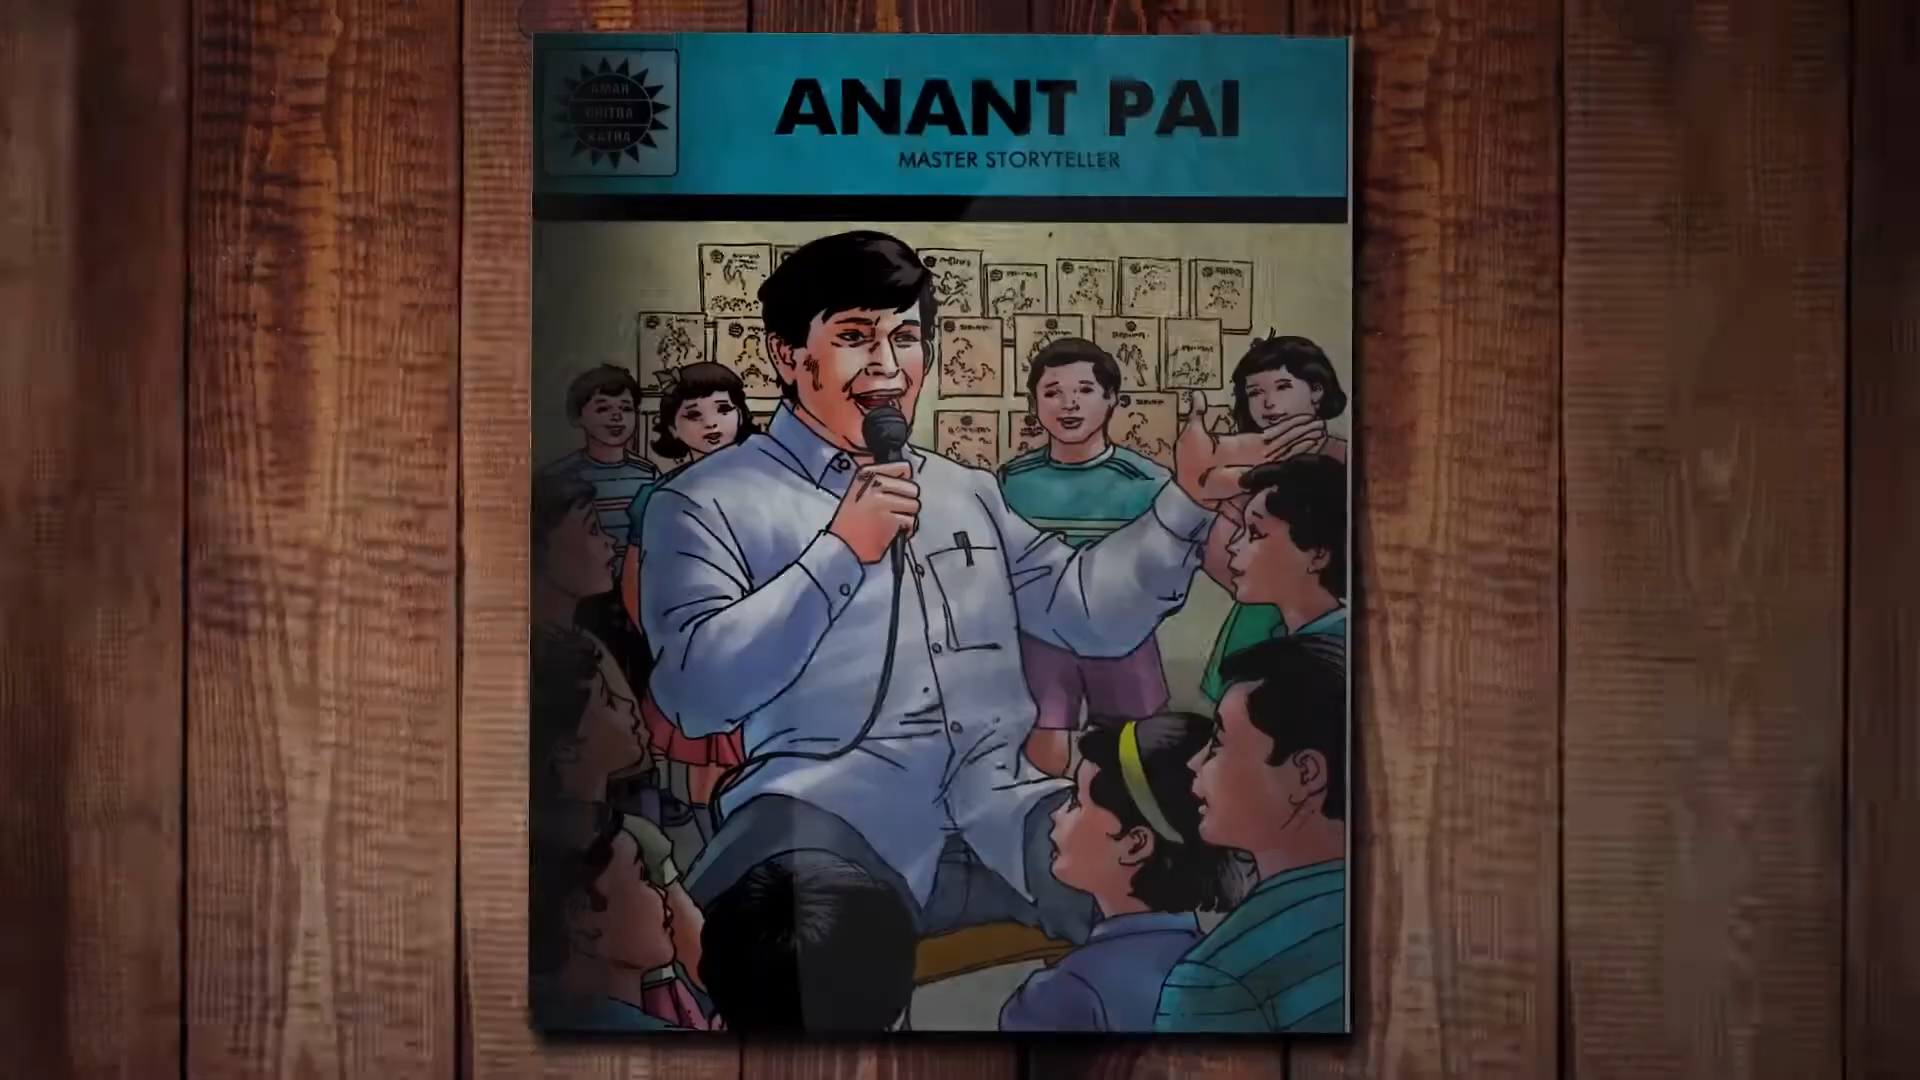 AMAR
CHITRA
KATHA
ANANT PAI
MASTER STORYTELLER